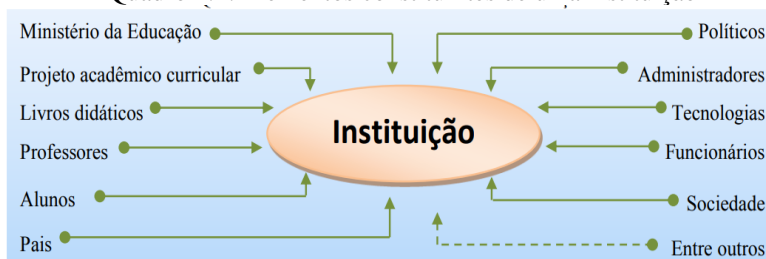 Ministério da Educação
Projeto acadêmico curricular
Livros didáticos
Professores
Alunos
Pais
Instituição
Políticos
Administradores
Tecnologias
Funcionários
Sociedade
Entre outros